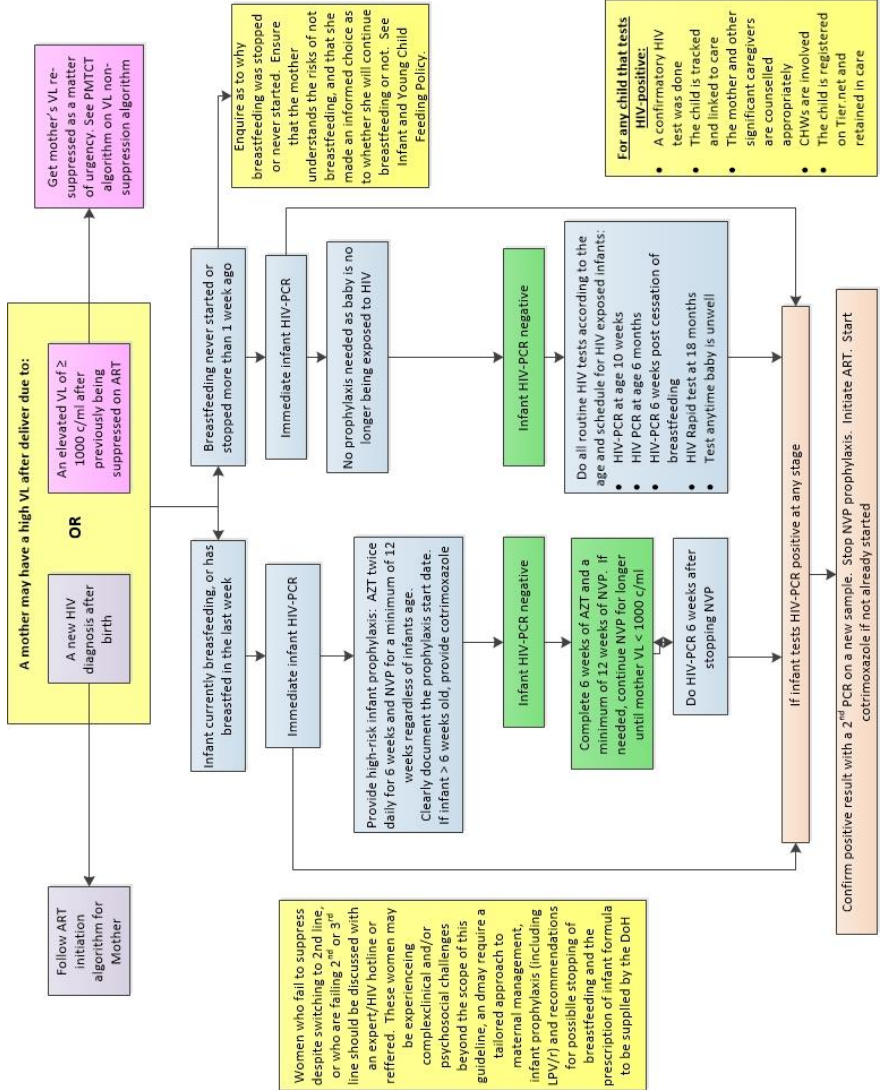 A mother may have a high VL after deliver due to:
Follow ART
initiation
algorithm for
Mother
A new HIV
diagnosis after
birth
OR
An elevated VL of ≥
1000 c/ml after
previously being
suppressed on ART
Get mother's VL re-
suppressed as a matter
of urgency. See PMTCT
algorithm on VL non-
suppression algorithm
Infant currently breasfeeding, or has
breastfed in the last week
Breastfeeding never started or
stopped more than 1 week ago
Enquire as to why
breastfeeding was stopped
or never started. Ensure
that the mother
understands the risks of not
breastfeeding, and that she
made an informed choice as
to whether she will continue
breastfeeding or not. See
Infant and Young Child
Feeding Policy.
Women who fail to suppress
despite switching to 2nd line,
or who are failing 2nd or 3rd
line should be discussed with
an expert/HIV hotline or
reffered. These women may
be experienceing
complexclinical and/or
psychosocial challenges
beyond the scope of this
guideline, an dmay require a
tailored approach to
maternal management,
infant prophylaxis (including
LPV/r) and recommendations
for possiblle stopping of
breastfeeding and the
prescription of infant formula
to be supplied by the DoH
Immediate infant HIV-PCR
Provide high-risk infant prophylaxis: AZT twice
daily for 6 weeks and NVP for a minimum of 12
weeks regardless of infants age.
Clearly document the prophylaxis start date.
If infant > 6 weeks old, provide cotrimoxazole
Infant HIV-PCR negative
Complete 6 weeks of AZT and a
minimum of 12 weeks of NVP. If
needed, continue NVP for longer
until mother VL < 1000 c/ml
Do HIV-PCR 6 weeks after
stopping NVP
Immediate infant HIV-PCR
No prophylaxis needed as baby is no
longer being exposed to HIV
Infant HIV-PCR negative
Do all routine HIV tests according to the
age and schedule for HIV exposed infants:
• HIV-PCR at age 10 weeks
• HIV PCR at age 6 months
• HIV-PCR 6 weeks post cessation of
breastfeeding
• HIV Rapid test at 18 months
• Test anytime baby is unwell
For any child that tests
HIV-positive:
• A confirmatory HIV
test was done
• The child is tracked
and linked to care
• The mother and other
significant caregivers
are counselled
appropriately
• CHWs are involved
• The child is registered
on Tier.net and
retained in care
If infant tests HIV-PCR positive at any stage
Confirm positive result with a 2nd PCR on a new sample. Stop NVP prophylaxis. Initiate ART. Start
cotrimoxazole if not already started